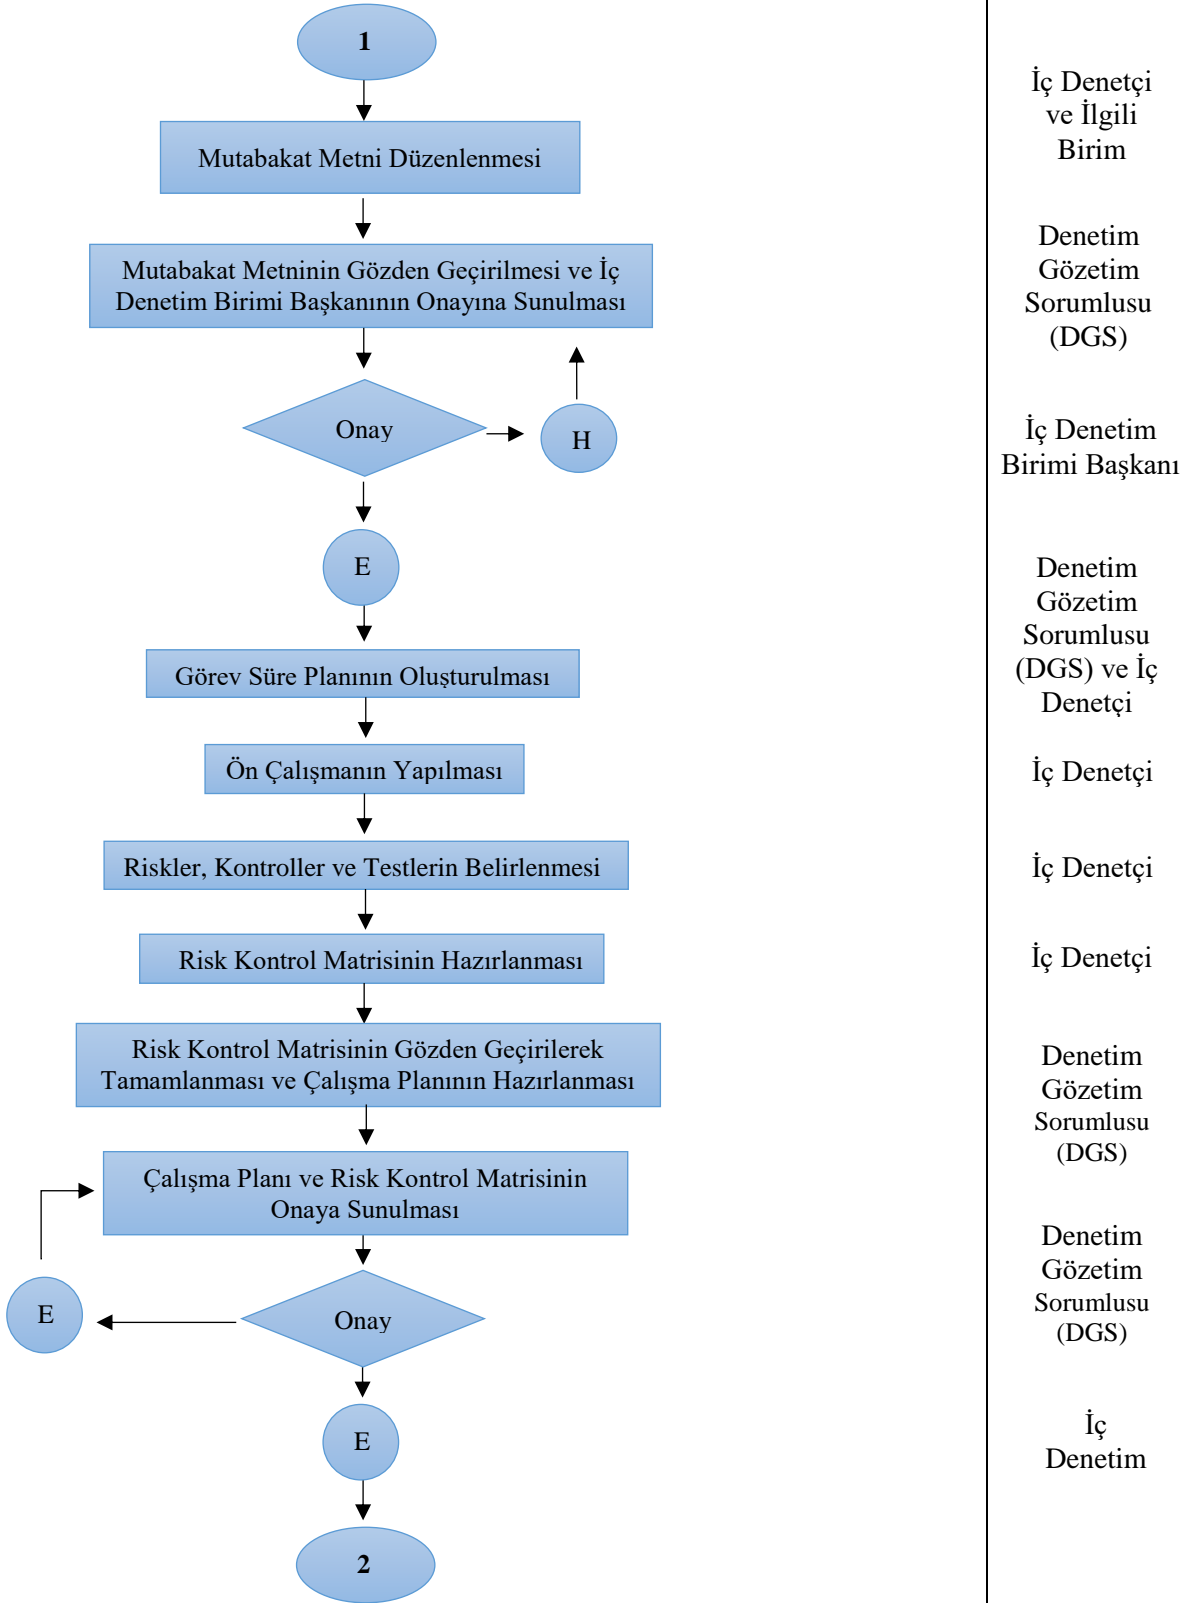 1
İç Denetçi
ve İlgili
Birim
Mutabakat Metni Düzenlenmesi
Mutabakat Metninin Gözden Geçirilmesi ve İç
Denetim Birimi Başkanının Onayına Sunulması
Denetim
Gözetim
Sorumlusu
(DGS)
Onay
H
İç Denetim
Birimi Başkanı
E
Denetim
Gözetim
Sorumlusu
(DGS) ve İç
Denetçi
Görev Süre Planının Oluşturulması
Ön Çalışmanın Yapılması
İç Denetçi
Riskler, Kontroller ve Testlerin Belirlenmesi
İç Denetçi
Risk Kontrol Matrisinin Hazırlanması
İç Denetçi
Risk Kontrol Matrisinin Gözden Geçirilerek
Tamamlanması ve Çalışma Planının Hazırlanması
Denetim
Gözetim
Sorumlusu
(DGS)
Çalışma Planı ve Risk Kontrol Matrisinin
Onaya Sunulması
Denetim
Gözetim
Sorumlusu
(DGS)
E
Onay
E
İç
Denetim
2